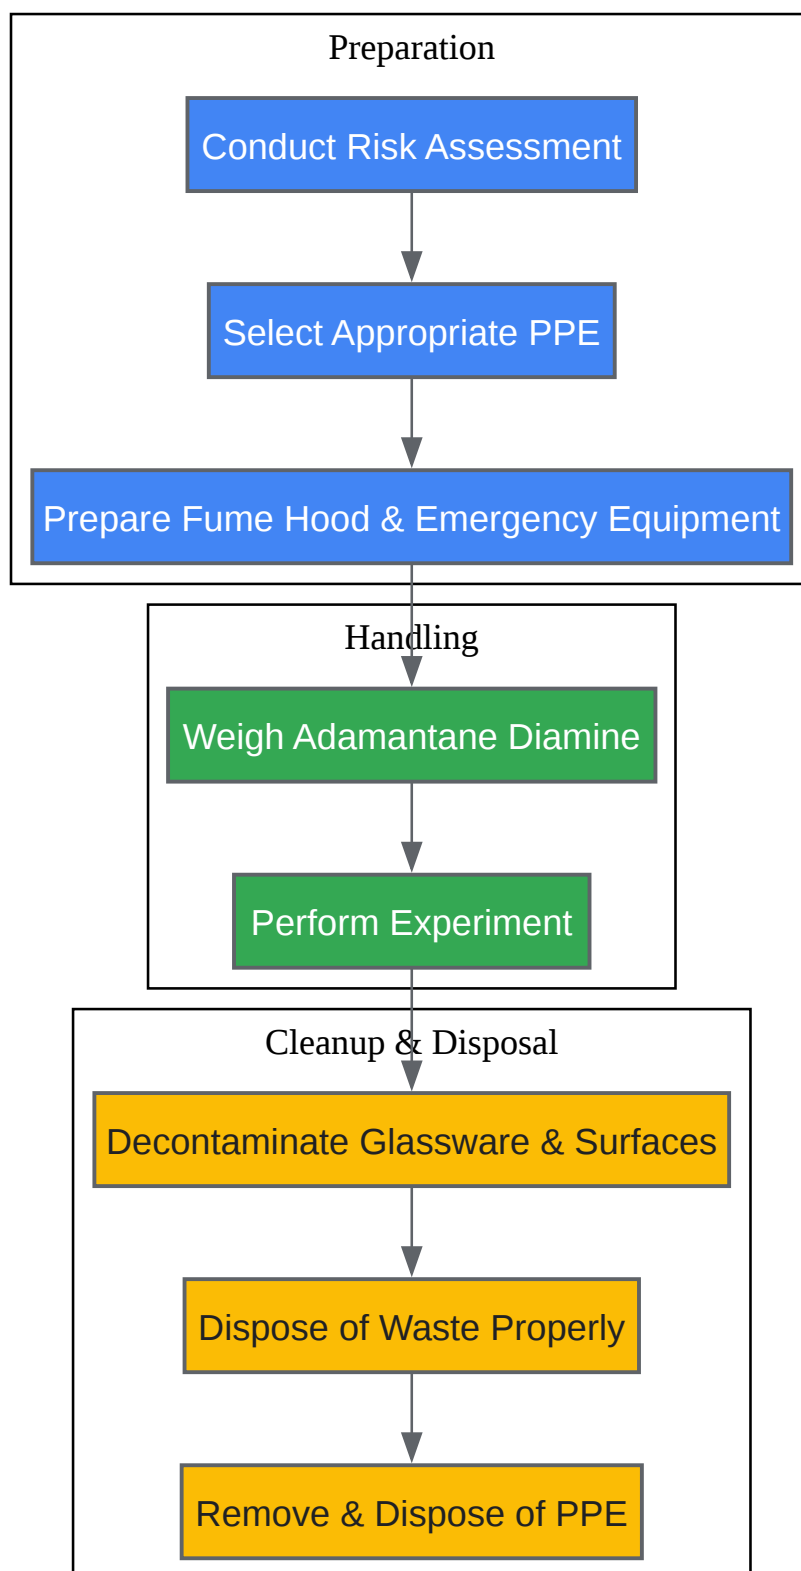 Preparation
Conduct Risk Assessment
Select Appropriate PPE
Prepare Fume Hood & Emergency Equipment
Handling
Weigh Adamantane Diamine
Perform Experiment
Cleanup & Disposal
Decontaminate Glassware & Surfaces
Dispose of Waste Properly
Remove & Dispose of PPE